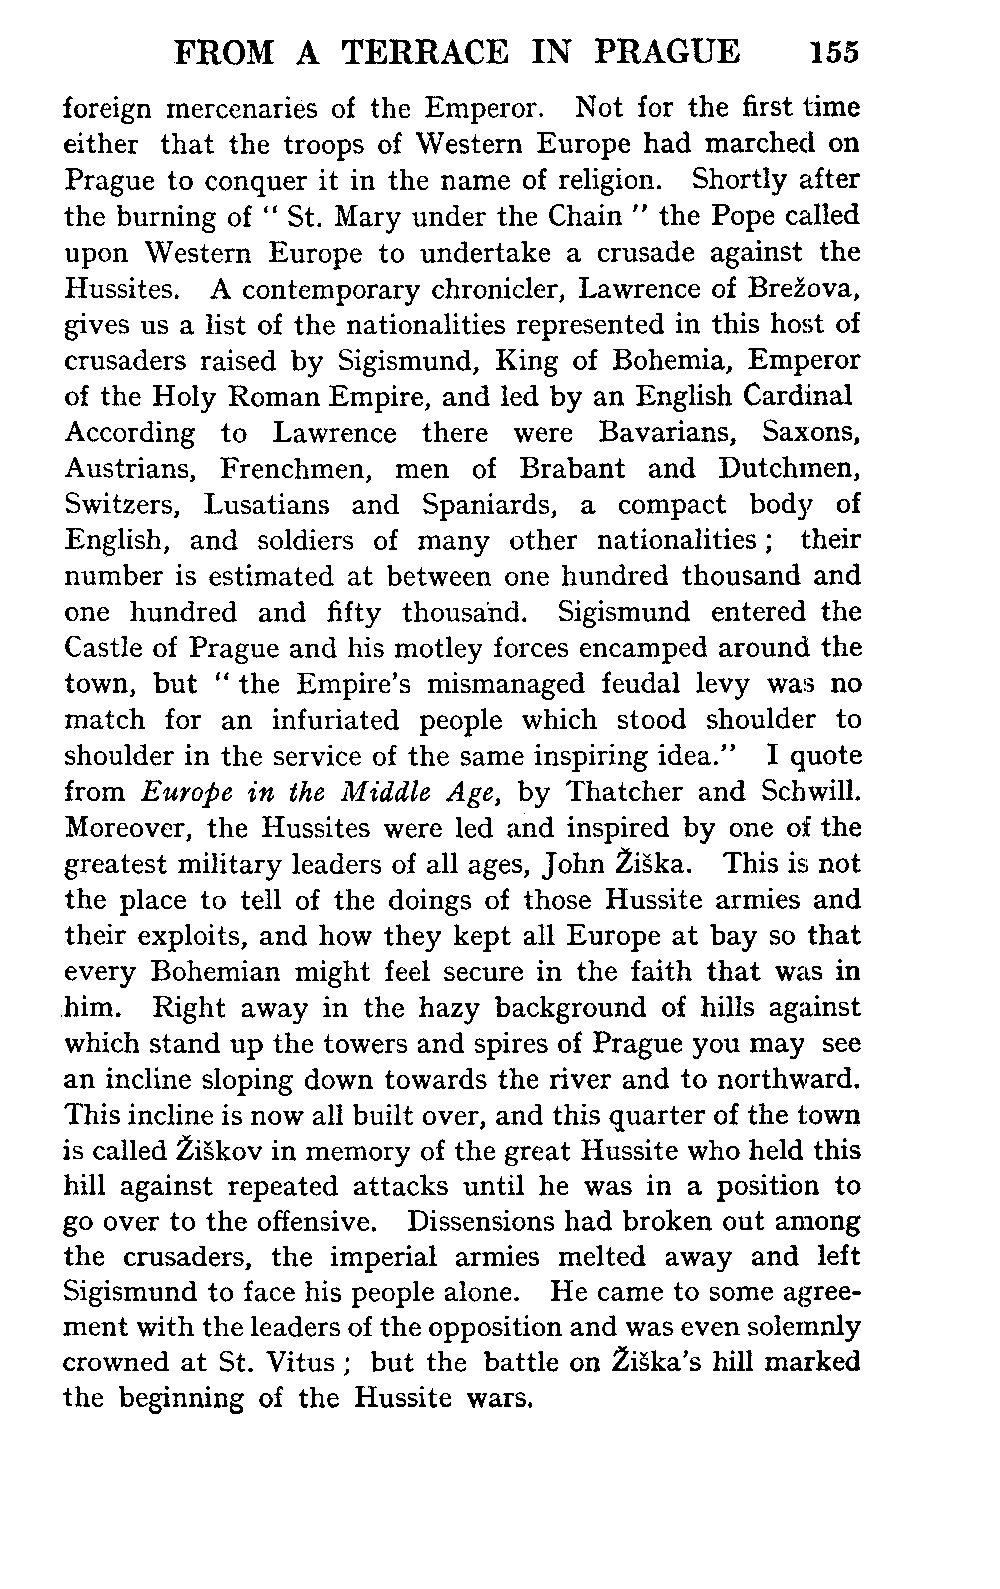 FROM A TERRACE IN PRAGUE 155
foreign mercenaries of the Emperor. Not for the first time
either that the troops of Western Europe had marched on
Prague to conquer it in the name of religion. Shortly after
the burning of " St. Mary under the Chain " the Pope called
upon Western Europe to undertake a crusade against the
Hussites. A contemporary chronicler, Lawrence of Brežova,
gives us a list of the nationalities represented in this host of
crusaders raised by Sigismund, King of Bohemia, Emperor
of the Holy Roman Empire, and led by an English Cardinal
According to Lawrence there were Bavarians, Saxons,
Austrians, Frenchmen, men of Brabant and Dutchmen,
Switzers, Lusatians and Spaniards, a compact body of
English, and soldiers of many other nationalities ; their
number is estimated at between one hundred thousand and
one hundred and fifty thousand. Sigismund entered the
Castle of Prague and his motley forces encamped around the
town, but " the Empire's mismanaged feudal levy was no
match for an infuriated people which stood shoulder to
shoulder in the service of the same inspiring idea." I quote
from Europe in the Middle Age, by Thatcher and Schwill.
Moreover, the Hussites were led and inspired by one of the
greatest military leaders of all ages, John Žiška. This is not
the place to tell of the doings of those Hussite armies and
their exploits, and how they kept all Europe at bay so that
every Bohemian might feel secure in the faith that was in
him. Right away in the hazy background of hills against
which stand up the towers and spires of Prague you may see
an incline sloping down towards the river and to northward.
This incline is now all built over, and this quarter of the town
is called Žiškov in memory of the great Hussite who held this
hill against repeated attacks until he was in a position to
go over to the offensive. Dissensions had broken out among
the crusaders, the imperial armies melted away and left
Sigismund to face his people alone. He came to some agree-
ment with the leaders of the opposition and was even solemnly
crowned at St. Vitus ; but the battle on Žiška's hill marked
the beginning of the Hussite wars.